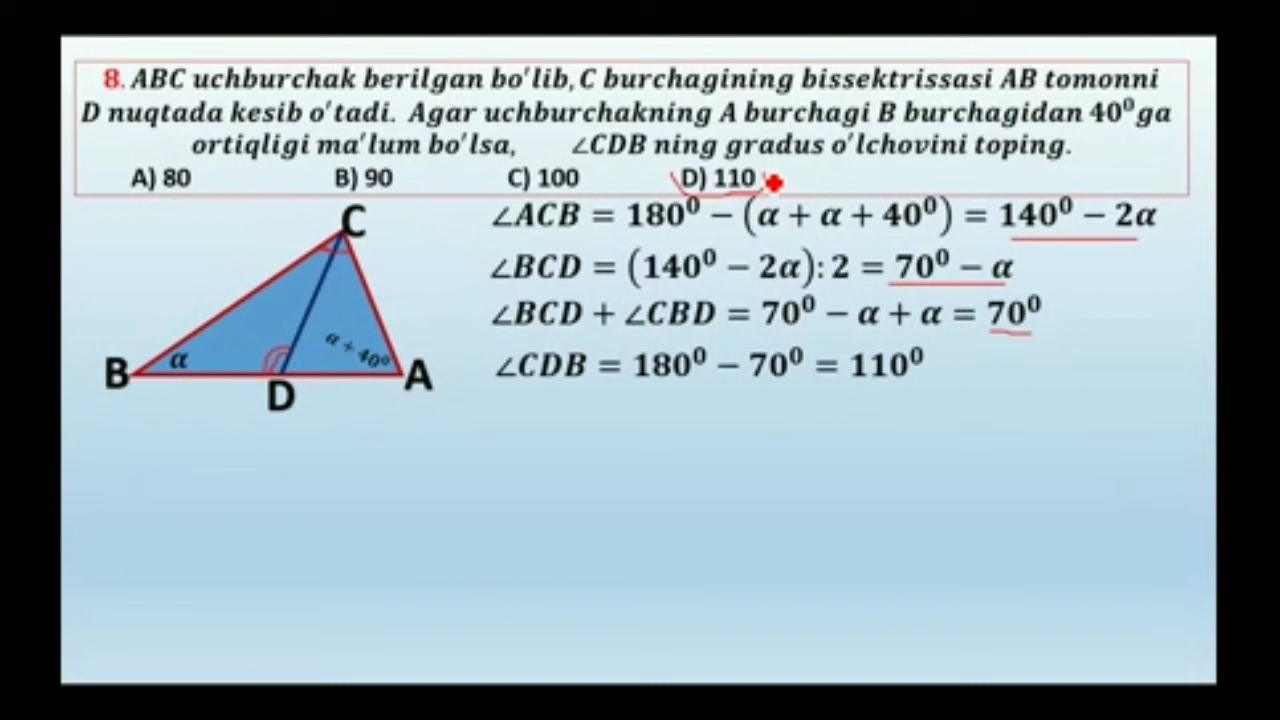 8. ABC uchburchak berilgan bo'lib, C burchagining bissektrissasi AB tomonni
D nuqtada kesib o'tadi. Agar uchburchakning A burchagi B burchagidan 40⁰ga
ortiqligi ma'lum bo'lsa, ∠CDB ning gradus o'lchovini toping.
A) 80 B) 90 C) 100 D) 110
∠ACB = 180⁰ − (α + α + 40⁰) = 140⁰ − 2α
∠BCD = (140⁰ − 2α): 2 = 70⁰ − α
∠BCD + ∠CBD = 70⁰ − α + α = 70⁰
∠CDB = 180⁰ − 70⁰ = 110⁰
C
α + 40⁰
B α A
D